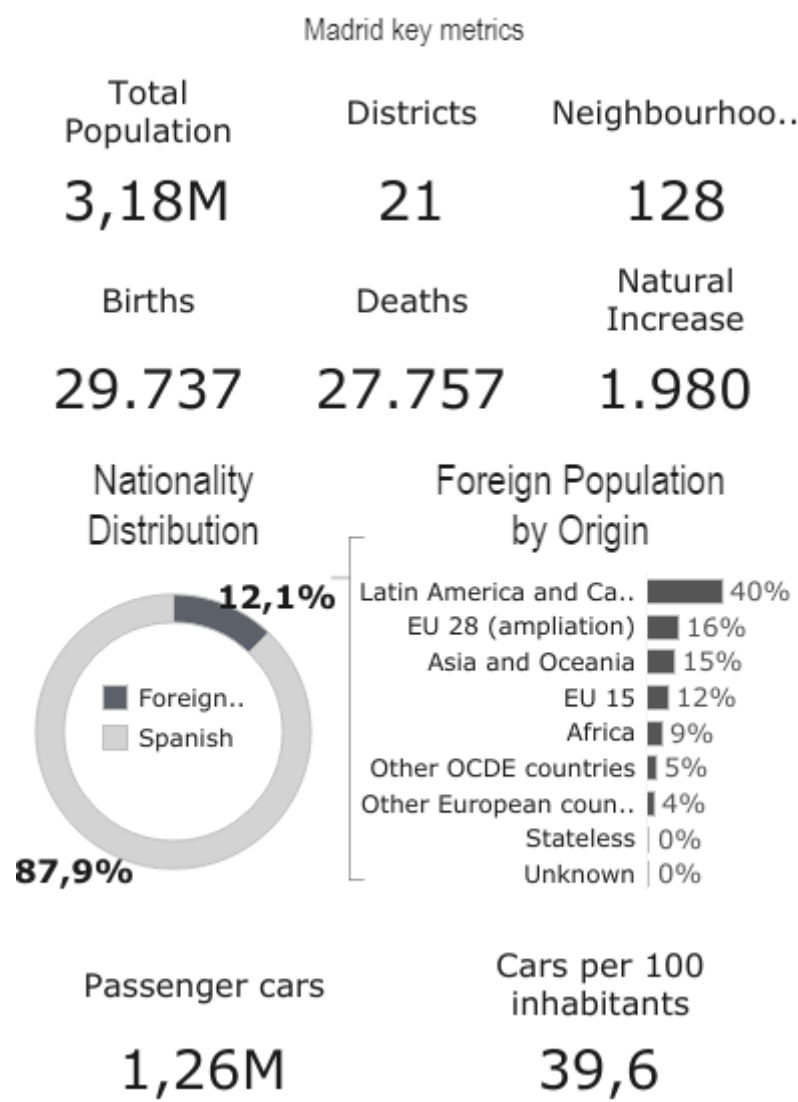 Madrid key metrics
Total
Population
Districts
Neighbourhoo..
3,18M
21
128
Births
Deaths
Natural
Increase
29.737
27.757
1.980
Nationality
Distribution
Foreign Population
by Origin
12,1%
Foreign..
Spanish
87,9%
Latin America and Ca.. 40%
EU 28 (ampliation) 16%
Asia and Oceania 15%
EU 15 12%
Africa 9%
Other OCDE countries 5%
Other European coun.. 4%
Stateless 0%
Unknown 0%
Passenger cars
Cars per 100
inhabitants
1,26M
39,6